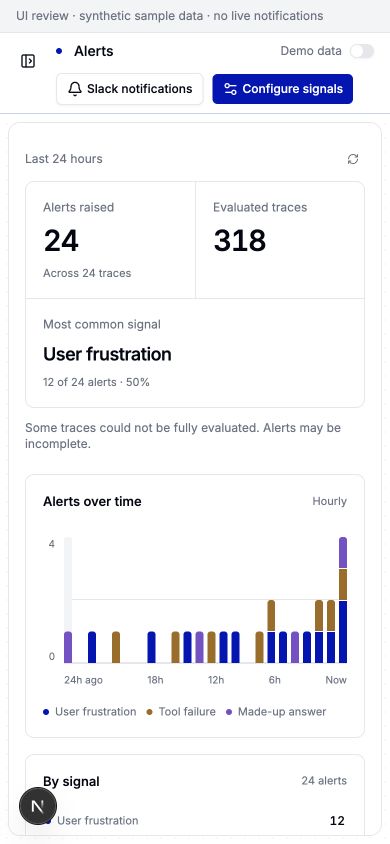 UI review · synthetic sample data · no live notifications
Alerts
Demo data
Slack notifications
Configure signals
Last 24 hours
Alerts raised
24
Across 24 traces
Evaluated traces
318
Most common signal
User frustration
12 of 24 alerts · 50%
Some traces could not be fully evaluated. Alerts may be
incomplete.
Alerts over time
Hourly
4
0
24h ago 18h 12h 6h Now
User frustration Tool failure Made-up answer
By signal
24 alerts
N
User frustration
12